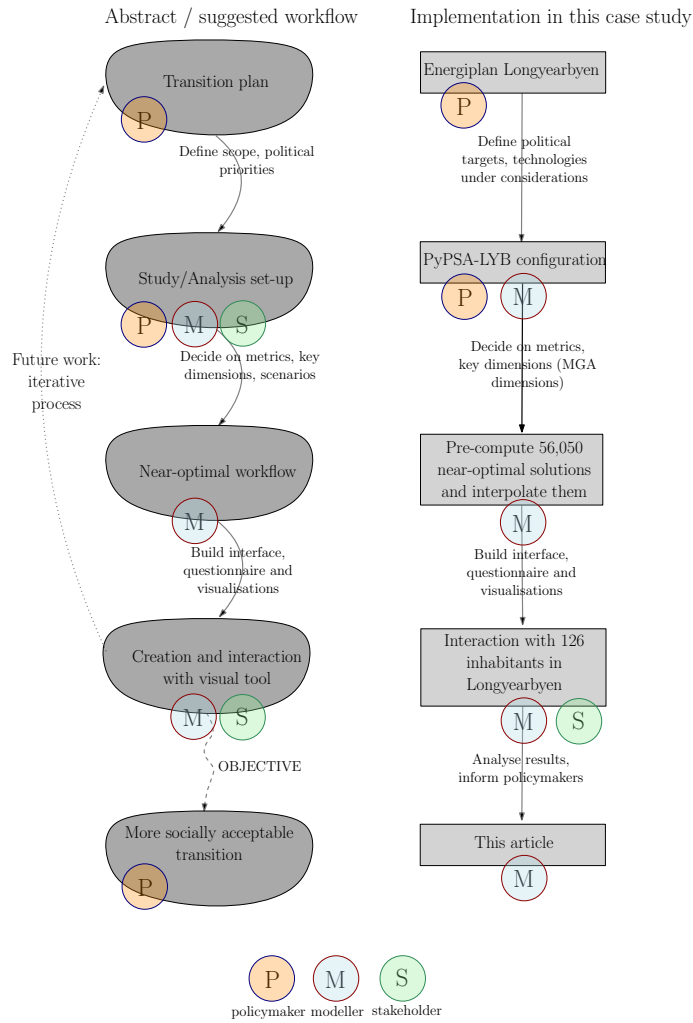 Abstract / suggested workflow
Transition plan
P
Define scope, political
priorities
Study/Analysis set-up
P M S
Decide on metrics, key
dimensions, scenarios
Future work:
iterative
process
Near-optimal workflow
M
Build interface,
questionnaire and
visualisations
Creation and interaction
with visual tool
M S
OBJECTIVE
More socially acceptable
transition
P
Implementation in this case study
Energiplan Longyearbyen
P
Define political
targets, technologies
under considerations
PyPSA-LYB configuration
P M
Decide on metrics,
key dimensions (MGA
dimensions)
Pre-compute 56,050
near-optimal solutions
and interpolate them
M
Build interface,
questionnaire and
visualisations
Interaction with 126
inhabitants in
Longyearbyen
M S
Analyse results,
inform policymakers
This article
M
P M S
policymaker modeller stakeholder